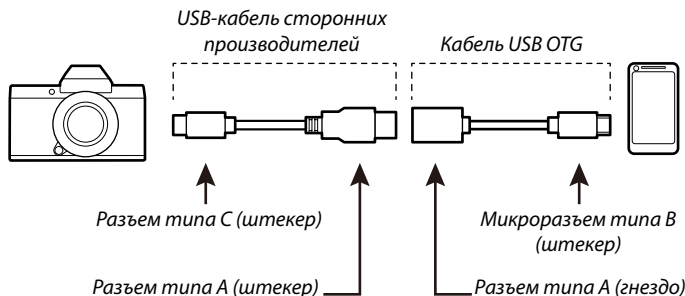 USB-кабель сторонних
производителей
Кабель USB OTG
Разъем типа C (штекер)
Микроразъем типа B
(штекер)
Разъем типа A (штекер)
Разъем типа A (гнездо)